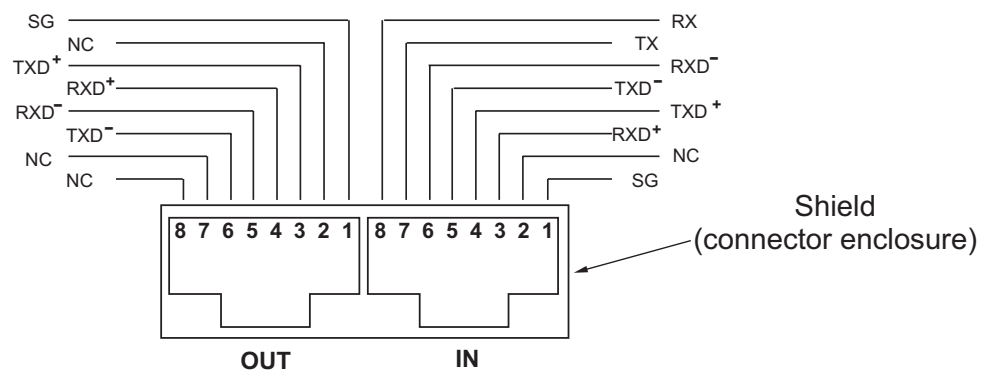 SG
NC
TXD+
RXD+
RXD-
TXD-
NC
NC
RX
TX
RXD-
TXD-
TXD+
RXD+
NC
SG
8 7 6 5 4 3 2 1
8 7 6 5 4 3 2 1
Shield
(connector enclosure)
OUT
IN